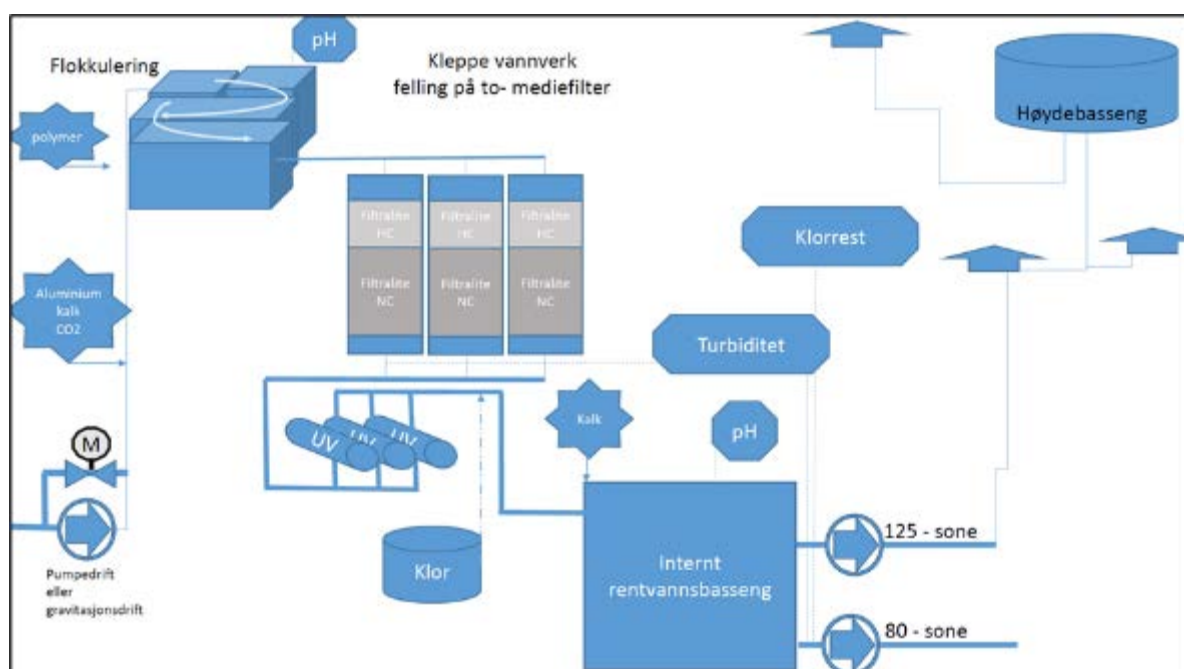 pH
Flokkulering
Kleppe vannverk
felling på to- mediefilter
Høydebasseng
polymer
Filtralite
HC
Filtralite
HC
Filtralite
HC
Klorrest
Aluminium
kalk
CO2
Filtralite
NC
Filtralite
NC
Filtralite
NC
Turbiditet
Kalk
pH
UV
UV
UV
M
Klor
125 - sone
Internt
rentvannsbasseng
Pumpedrift
eller
gravitasjonsdrift
80 - sone